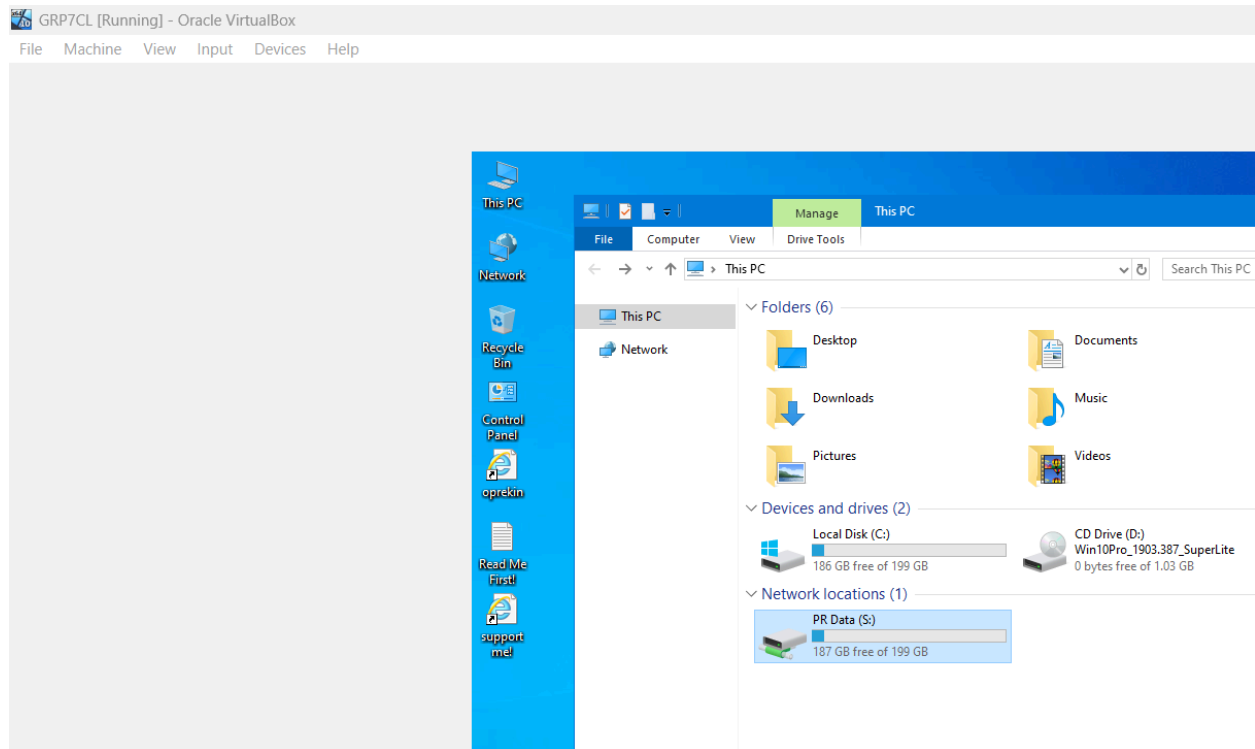 GRP7CL [Running] - Oracle VirtualBox
File Machine View Input Devices Help
This PC
Network
Recycle
Bin
Control
Panel
oprekin
Read Me
First!
support
me!
Manage This PC
File Computer View Drive Tools
This PC Search This PC
This PC
Network
Folders (6)
Desktop
Documents
Downloads
Music
Pictures
Videos
Devices and drives (2)
Local Disk (C:)
186 GB free of 199 GB
CD Drive (D:)
Win10Pro_1903.387_SuperLite
0 bytes free of 1.03 GB
Network locations (1)
PR Data (S:)
187 GB free of 199 GB